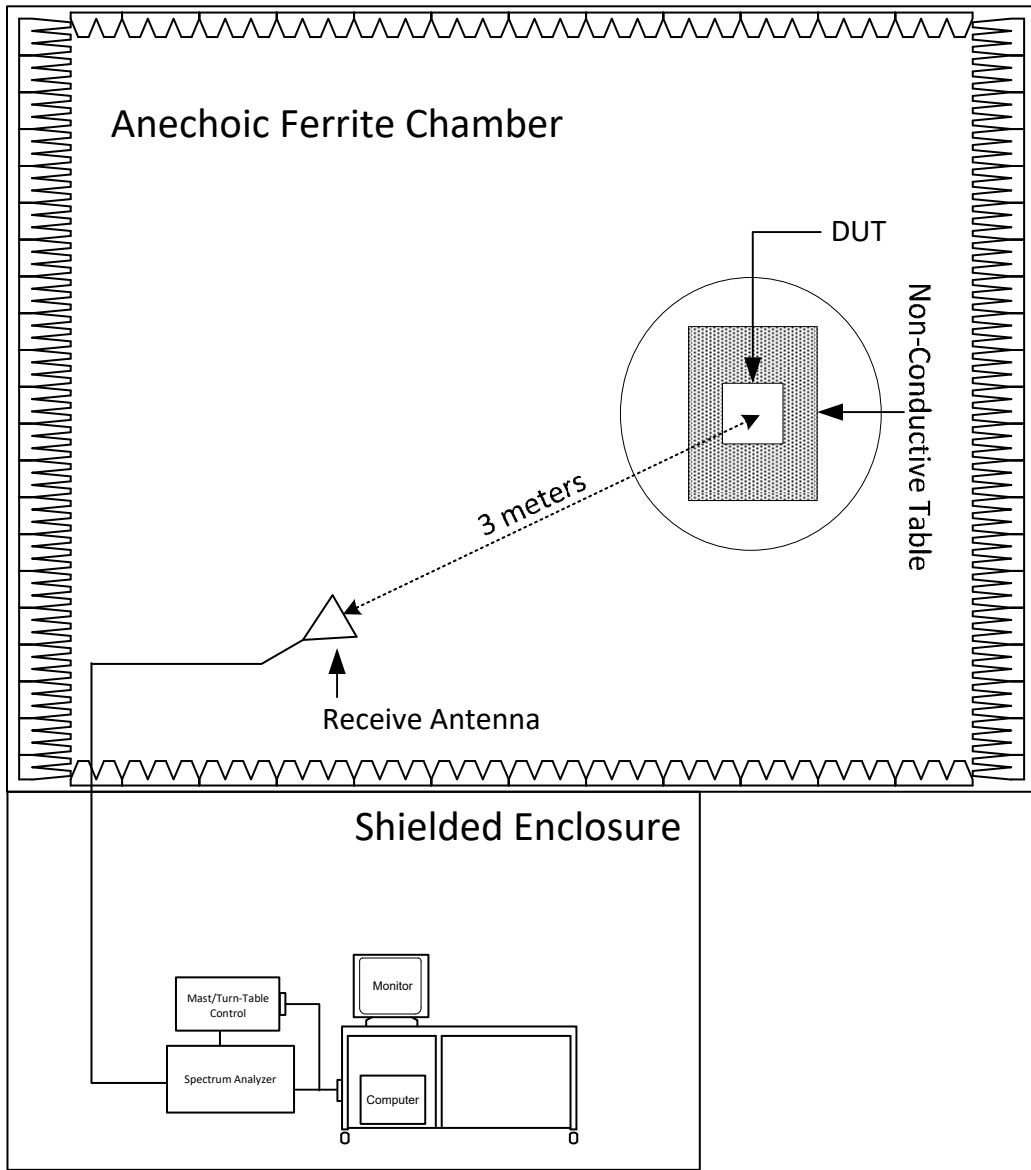 Anechoic Ferrite Chamber
DUT
Non-Conductive Table
3 meters
Receive Antenna
Shielded Enclosure
Monitor
Mast/Turn-Table
Control
Spectrum Analyzer
Computer